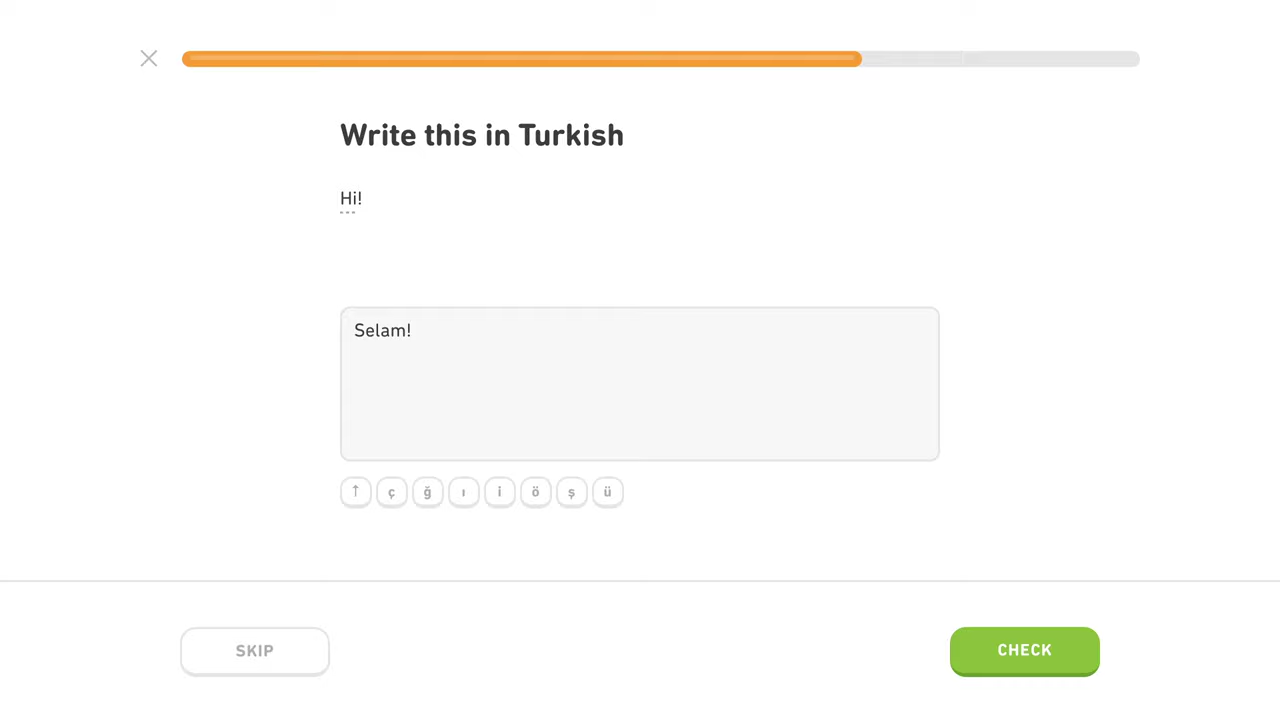 Write this in Turkish
Hi!
Selam!
↑ ç ğ ı i ö ş ü
SKIP
CHECK